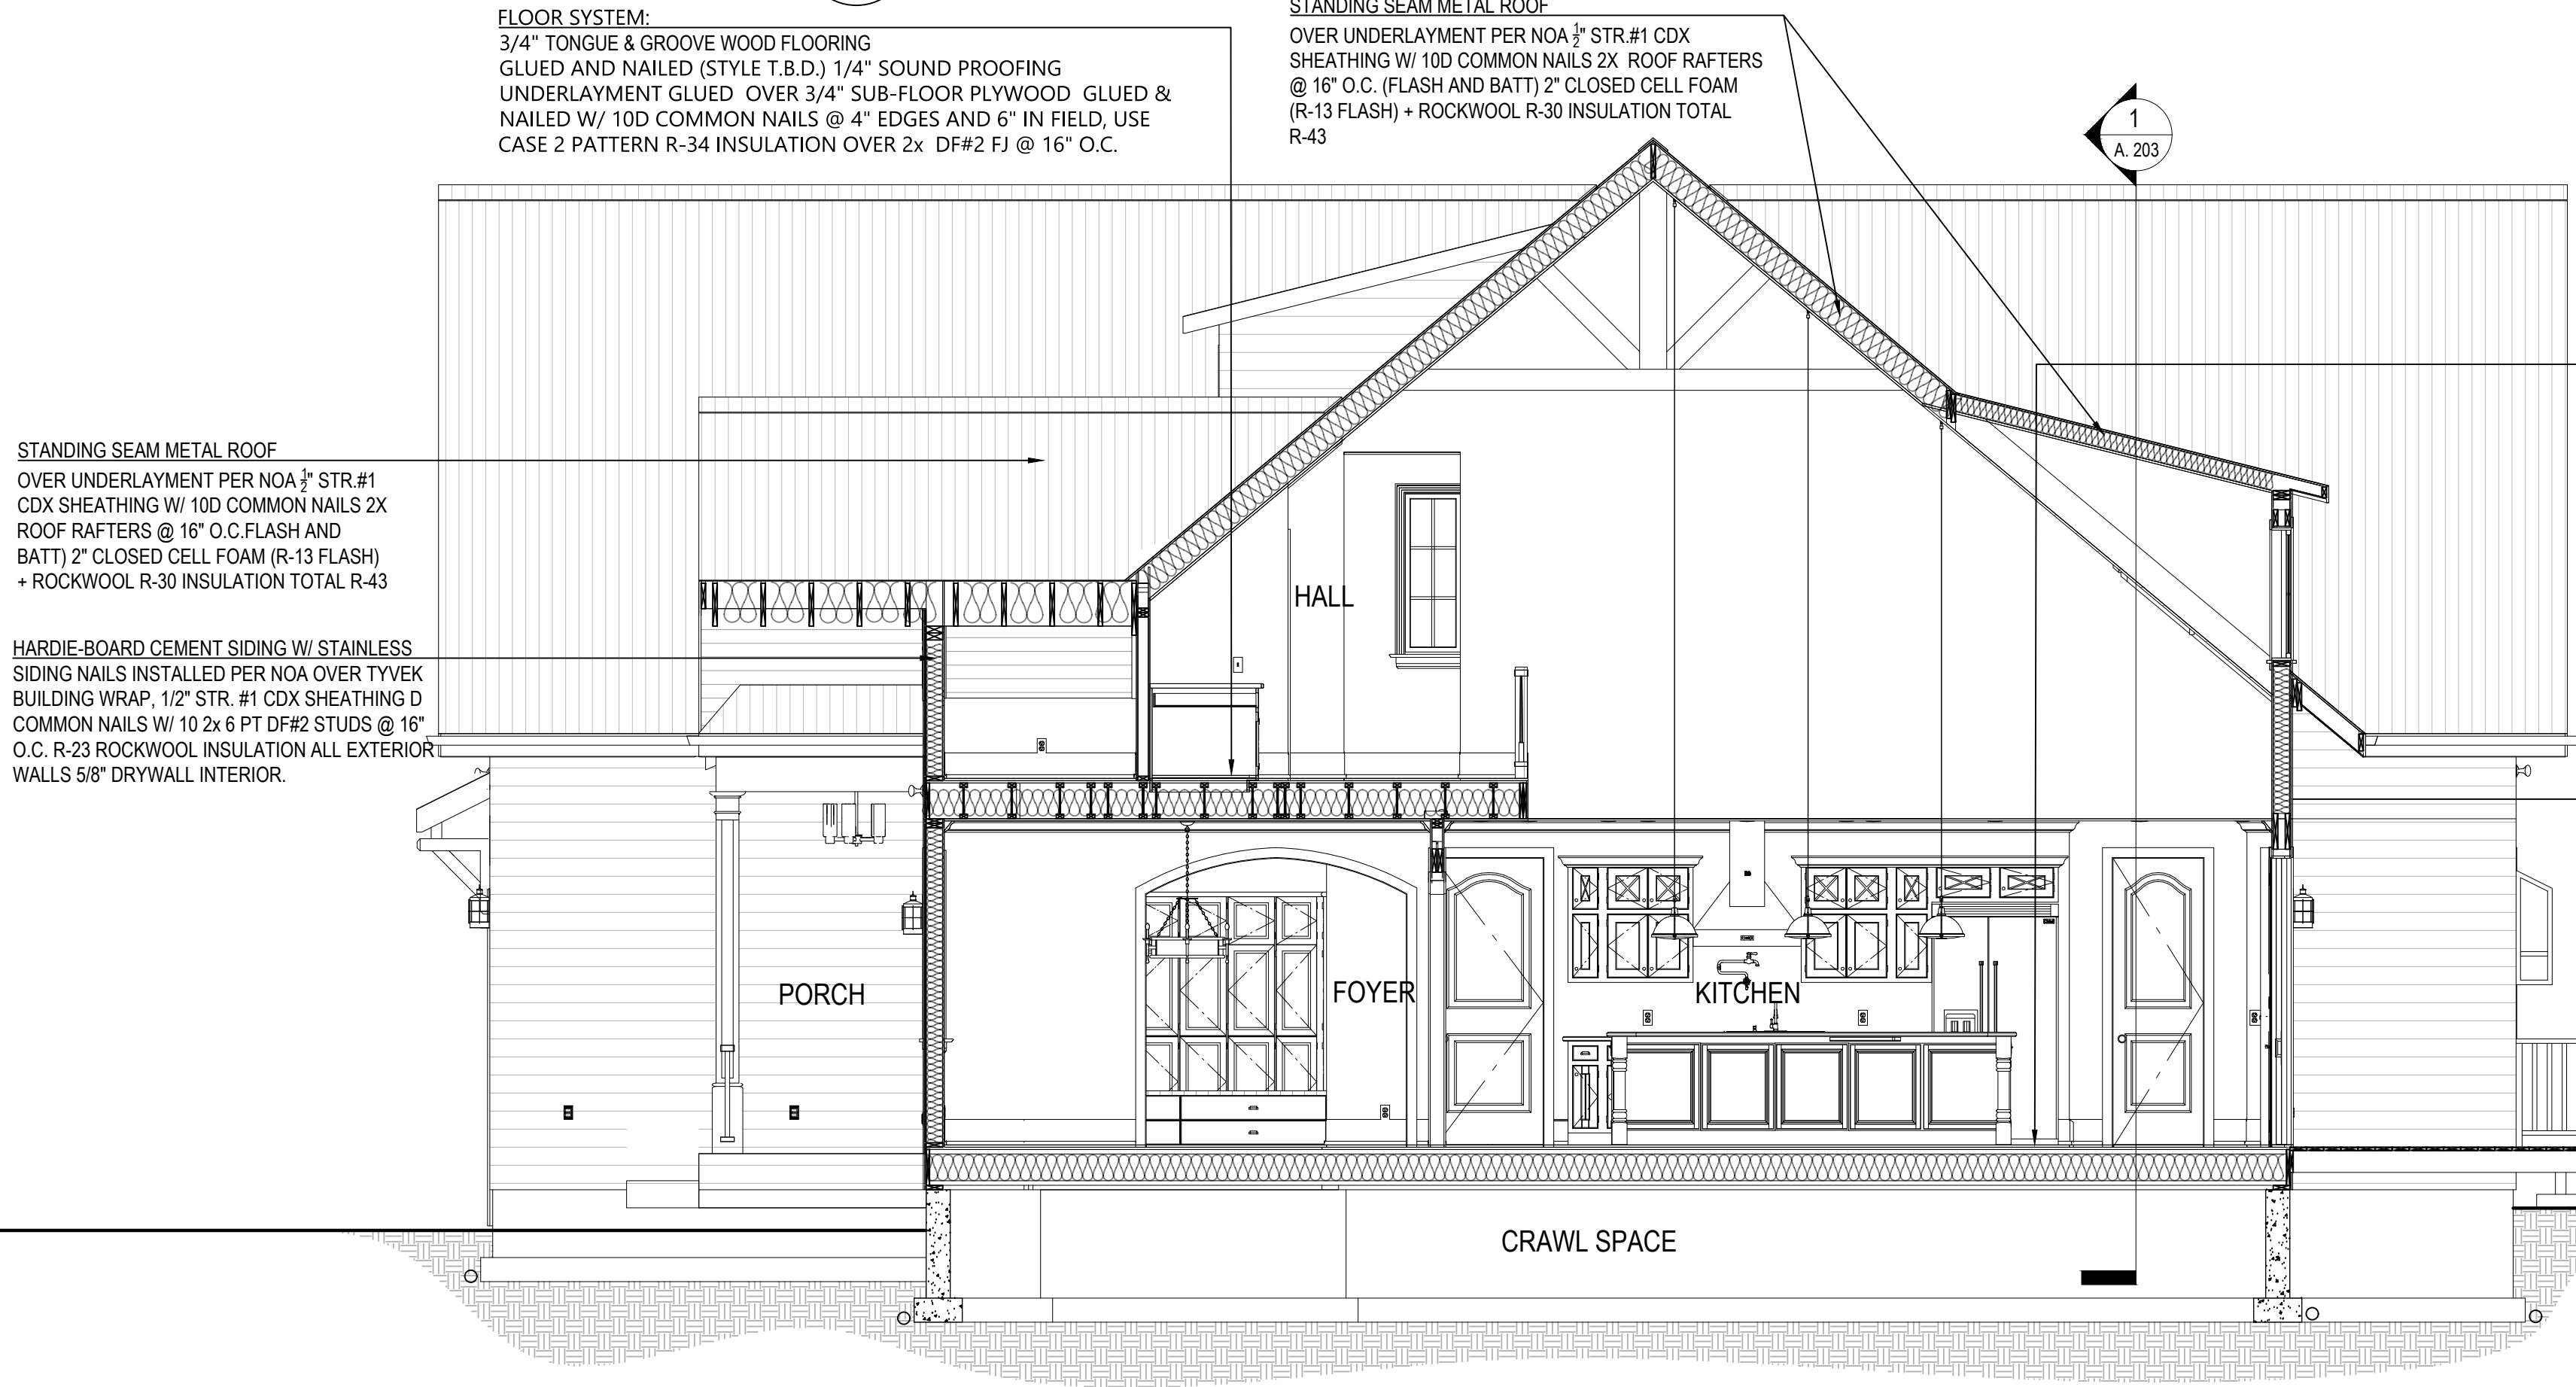 FLOOR SYSTEM:
3/4" TONGUE & GROOVE WOOD FLOORING
GLUED AND NAILED (STYLE T.B.D.) 1/4" SOUND PROOFING
UNDERLAYMENT GLUED OVER 3/4" SUB-FLOOR PLYWOOD GLUED &
NAILED W/ 10D COMMON NAILS @ 4" EDGES AND 6" IN FIELD, USE
CASE 2 PATTERN R-34 INSULATION OVER 2x DF#2 FJ @ 16" O.C.
STANDING SEAM METAL ROOF
OVER UNDERLAYMENT PER NOA ½" STR.#1 CDX
SHEATHING W/ 10D COMMON NAILS 2X ROOF RAFTERS
@ 16" O.C. (FLASH AND BATT) 2" CLOSED CELL FOAM
(R-13 FLASH) + ROCKWOOL R-30 INSULATION TOTAL
R-43
1
A. 203
STANDING SEAM METAL ROOF
OVER UNDERLAYMENT PER NOA ½" STR.#1
CDX SHEATHING W/ 10D COMMON NAILS 2X
ROOF RAFTERS @ 16" O.C.FLASH AND
BATT) 2" CLOSED CELL FOAM (R-13 FLASH)
+ ROCKWOOL R-30 INSULATION TOTAL R-43
HARDIE-BOARD CEMENT SIDING W/ STAINLESS
SIDING NAILS INSTALLED PER NOA OVER TYVEK
BUILDING WRAP, 1/2" STR. #1 CDX SHEATHING D
COMMON NAILS W/ 10 2x 6 PT DF#2 STUDS @ 16"
O.C. R-23 ROCKWOOL INSULATION ALL EXTERIOR
WALLS 5/8" DRYWALL INTERIOR.
HALL
PORCH
FOYER
KITCHEN
CRAWL SPACE